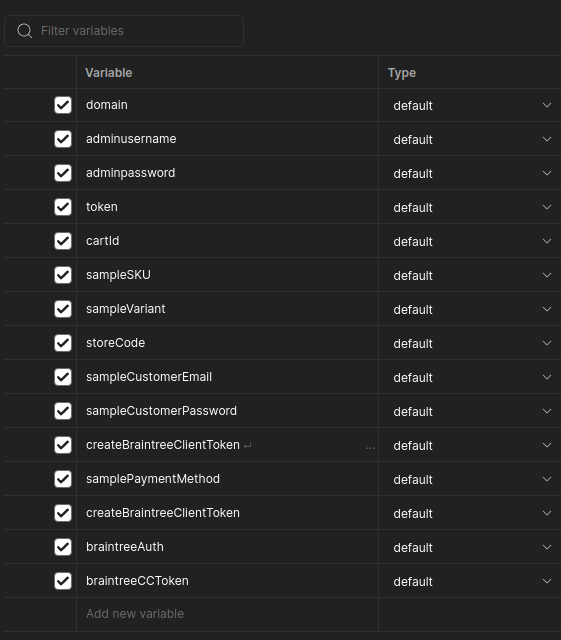 Filter variables
Variable Type
domain default
adminusername default
adminpassword default
token default
cartId default
sampleSKU default
sampleVariant default
storeCode default
sampleCustomerEmail default
sampleCustomerPassword default
createBraintreeClientToken ↵ ... default
samplePaymentMethod default
createBraintreeClientToken default
braintreeAuth default
braintreeCCToken default
Add new variable